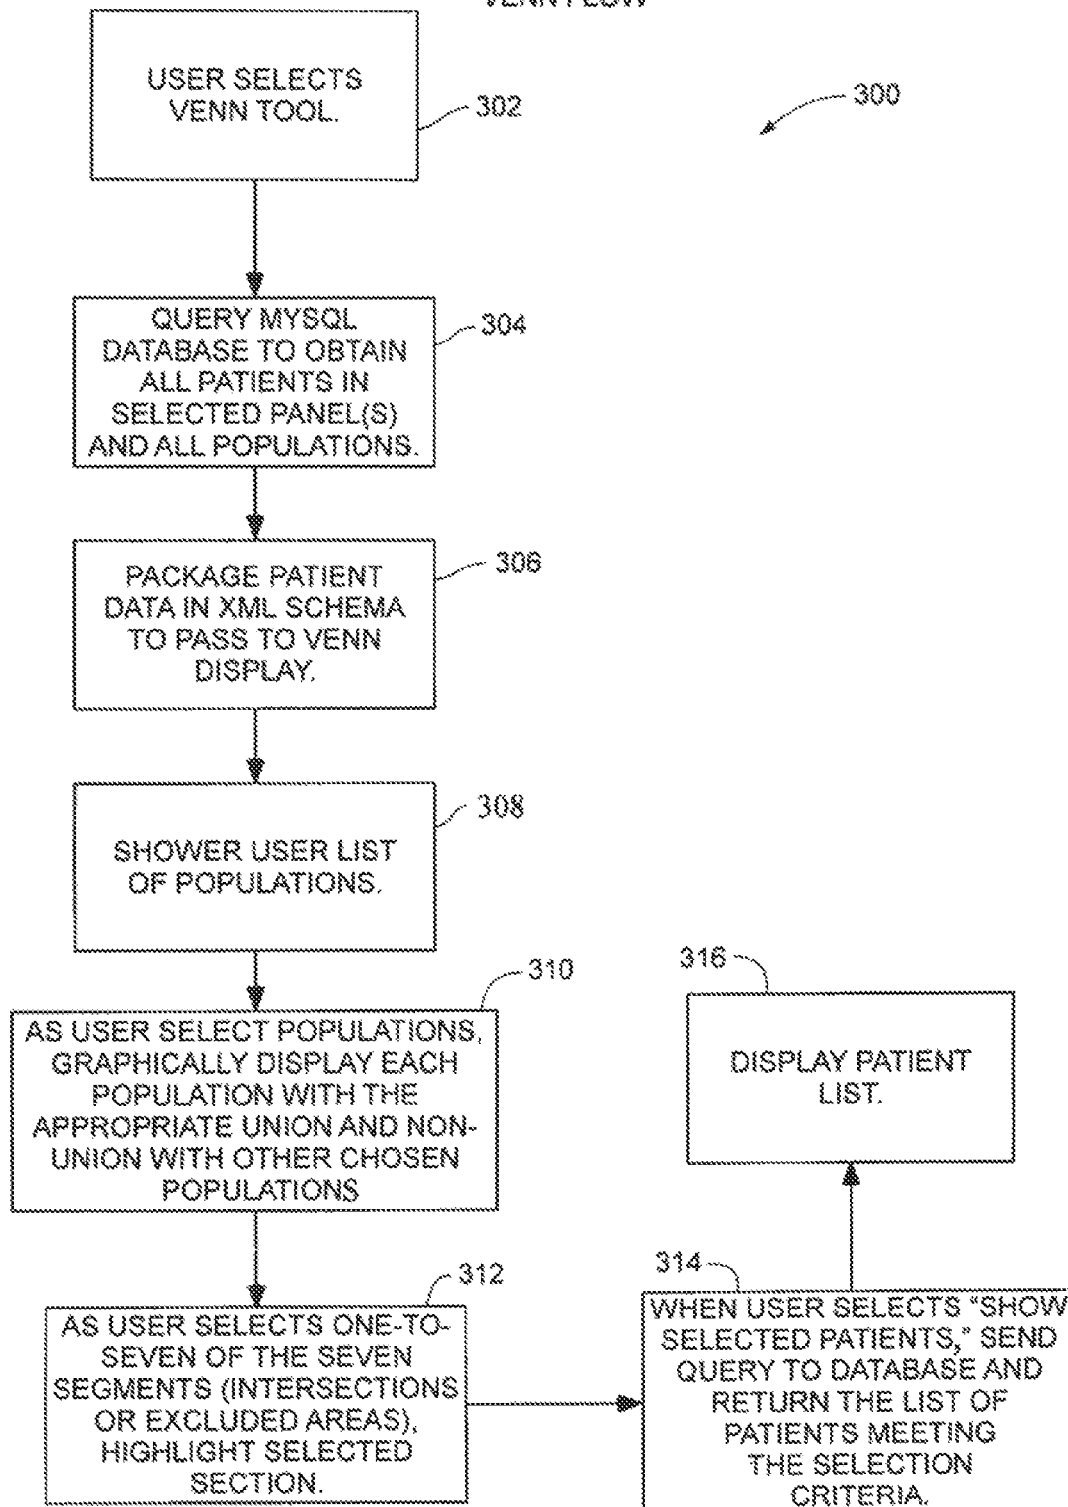 VENN FLOW
USER SELECTS
VENN TOOL.
302
300
QUERY MYSQL
DATABASE TO OBTAIN
ALL PATIENTS IN
SELECTED PANEL(S)
AND ALL POPULATIONS.
304
PACKAGE PATIENT
DATA IN XML SCHEMA
TO PASS TO VENN
DISPLAY.
306
SHOWER USER LIST
OF POPULATIONS.
308
AS USER SELECT POPULATIONS,
GRAPHICALLY DISPLAY EACH
POPULATION WITH THE
APPROPRIATE UNION AND NON-
UNION WITH OTHER CHOSEN
POPULATIONS
310
AS USER SELECTS ONE-TO-
SEVEN OF THE SEVEN
SEGMENTS (INTERSECTIONS
OR EXCLUDED AREAS),
HIGHLIGHT SELECTED
SECTION.
312
WHEN USER SELECTS "SHOW
SELECTED PATIENTS," SEND
QUERY TO DATABASE AND
RETURN THE LIST OF
PATIENTS MEETING
THE SELECTION
CRITERIA.
314
DISPLAY PATIENT
LIST.
316